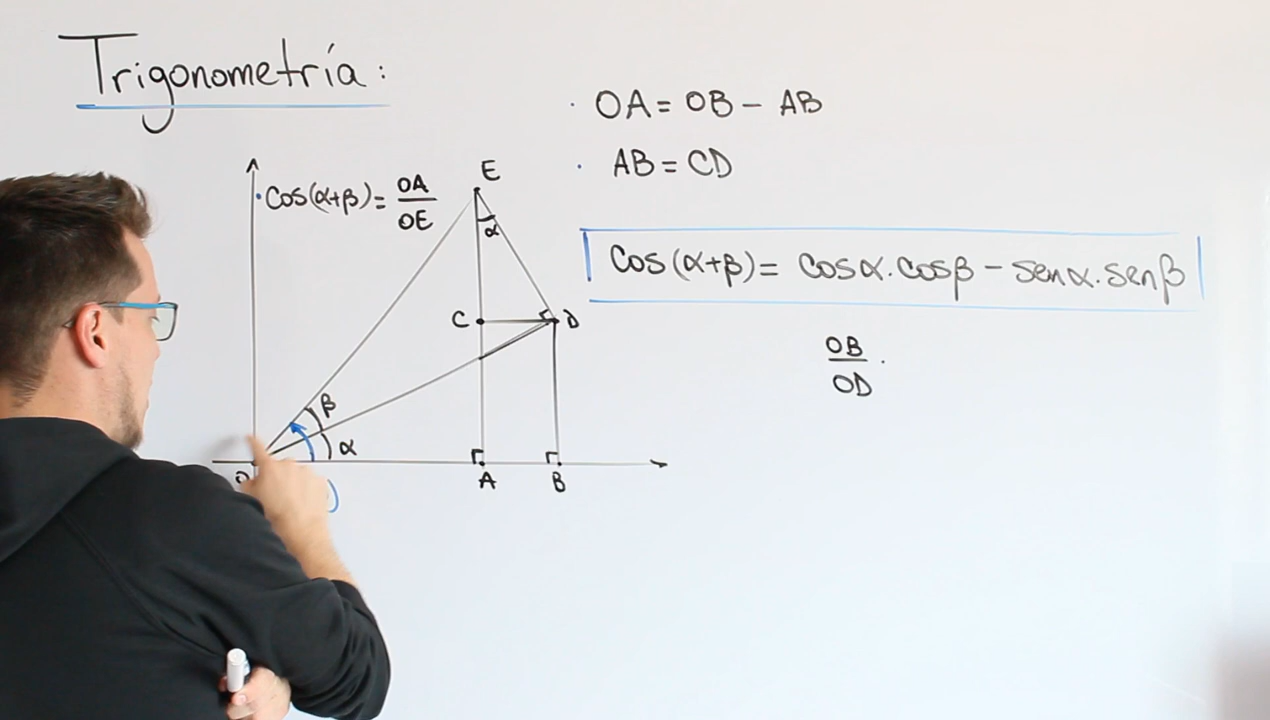 Trigonometría:
· OA = OB - AB
· AB = CD
·Cos(α+β)= OA/OE
E
α
Cos(α+β)= cosα.cosβ - senα.senβ
C
D
OB/OD ·
β
α
A
B